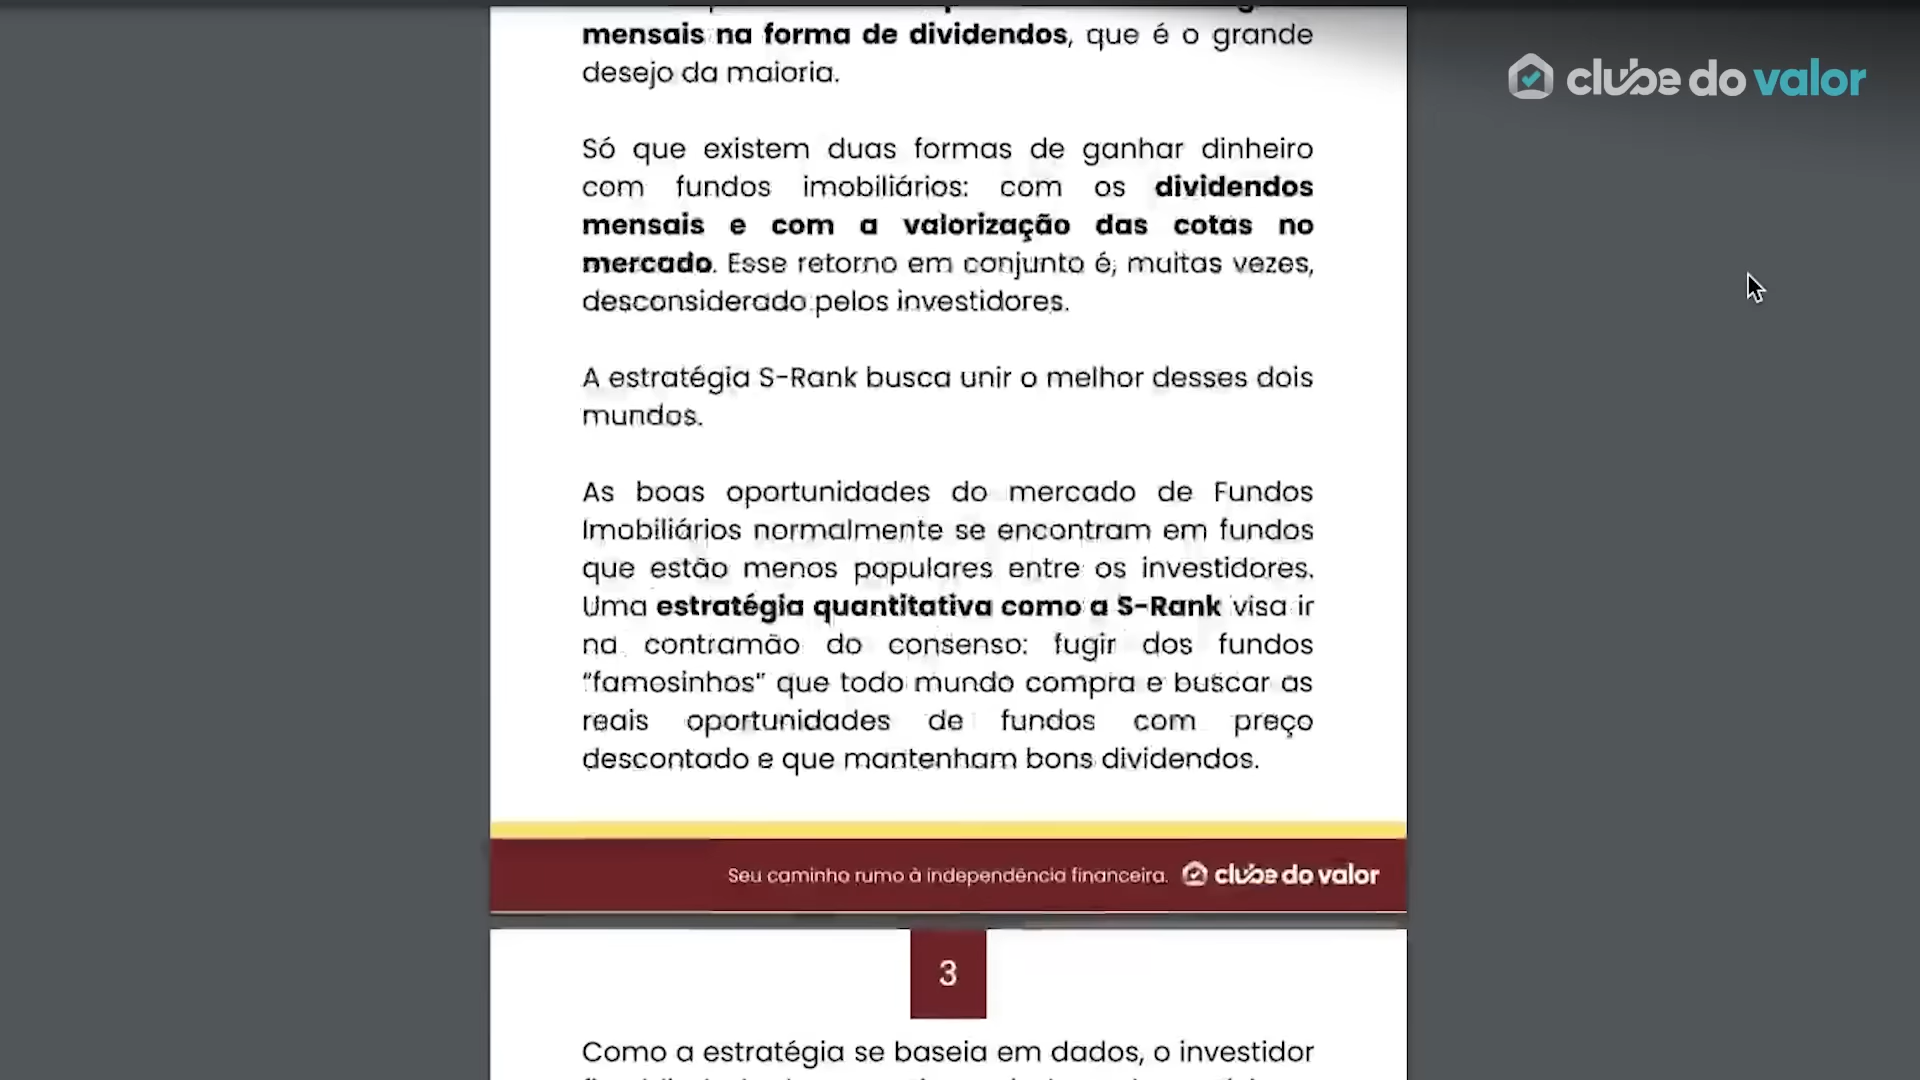 mensais na forma de dividendos, que é o grande
desejo da maioria.
clube do valor
Só que existem duas formas de ganhar dinheiro
com fundos imobiliários: com os dividendos
mensais e com a valorização das cotas no
mercado. Esse retorno em conjunto é, muitas vezes,
desconsiderado pelos investidores.
A estratégia S-Rank busca unir o melhor desses dois
mundos.
As boas oportunidades do mercado de Fundos
Imobiliários normalmente se encontram em fundos
que estão menos populares entre os investidores.
Uma estratégia quantitativa como a S-Rank visa ir
na contramão do consenso: fugir dos fundos
“famosinhos” que todo mundo compra e buscar as
reais oportunidades de fundos com preço
descontado e que mantenham bons dividendos.
Seu caminho rumo à independência financeira. clube do valor
3
Como a estratégia se baseia em dados, o investidor